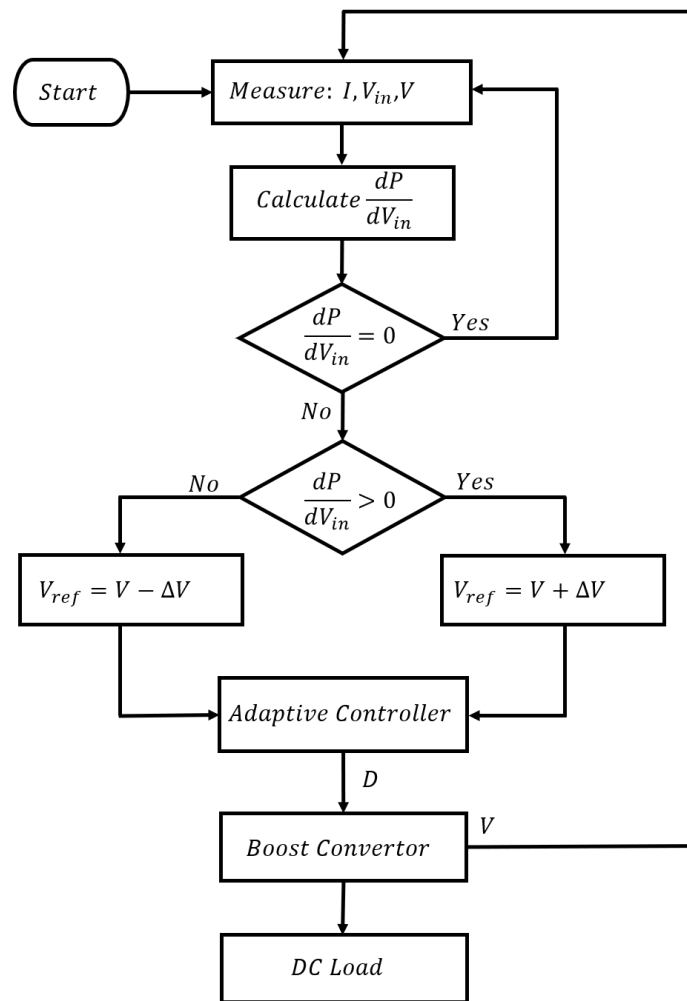 Start
Measure: I, V_in, V
Calculate dP/dV_in
dP/dV_in = 0
Yes
No
dP/dV_in > 0
No
Yes
V_ref = V − ΔV
V_ref = V + ΔV
Adaptive Controller
D
Boost Convertor
V
DC Load